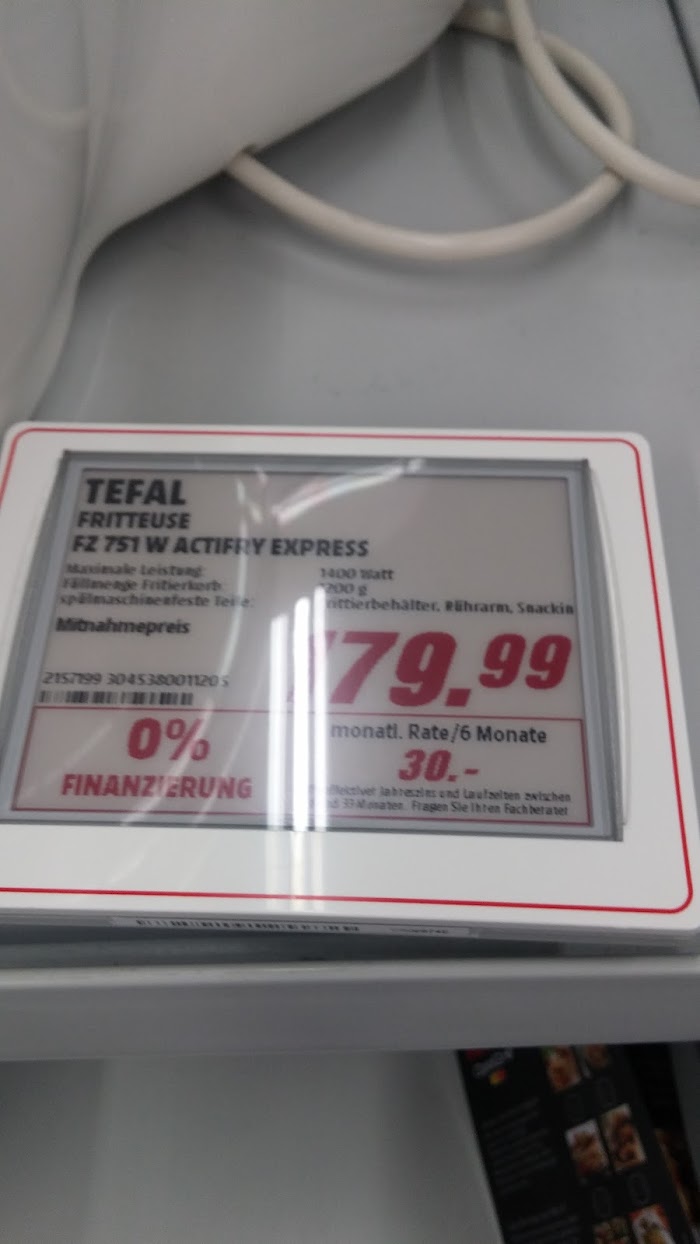 TEFAL
FRITTEUSE
FZ 751 W ACTIFRY EXPRESS
Maximale Leistung: 1400 Watt
Füllmenge Fritierkorb: 1200 g
spülmaschinenfeste Teile: Frittierbehälter, Rührarm, Snackin
Mitnahmepreis
179.99
2157199 3045380011205
0% FINANZIERUNG
monatl. Rate/6 Monate
30.-
effektiver Jahreszins und Laufzeiten zwischen
und 33 Monaten. Fragen Sie Ihren Fachberater